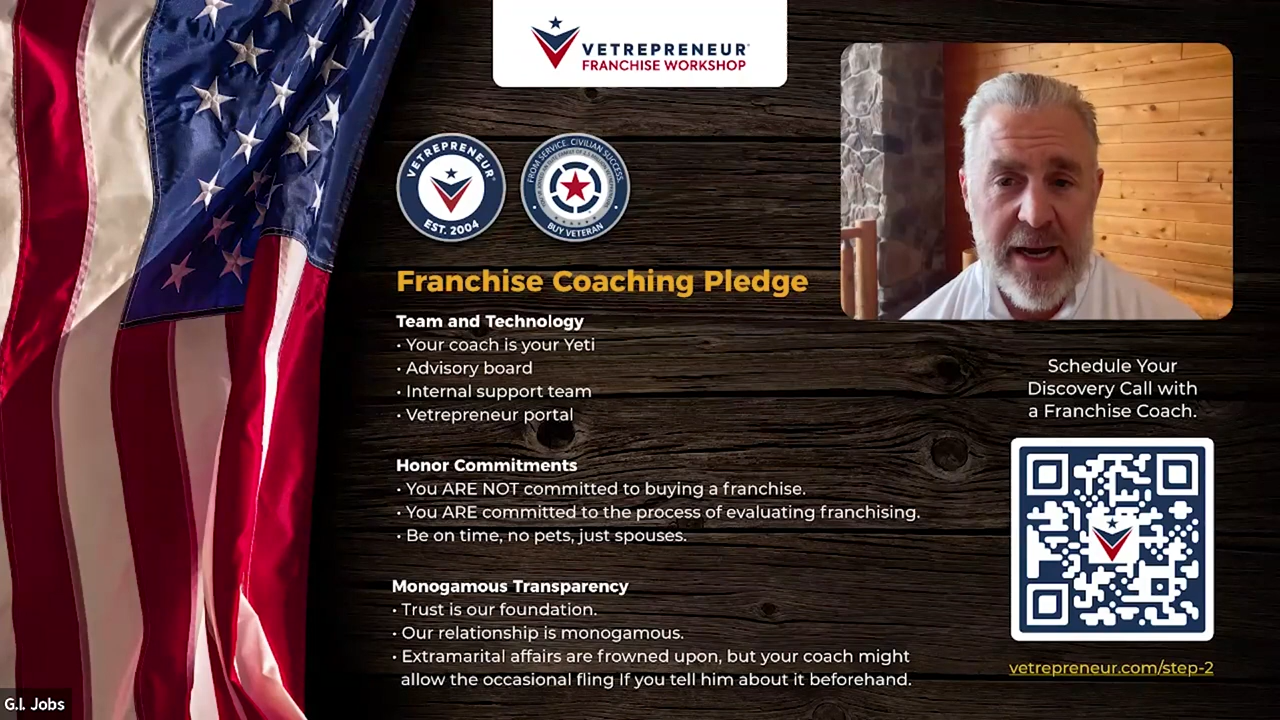 VETREPRENEUR®
FRANCHISE WORKSHOP
VETREPRENEUR®
EST. 2004
FROM SERVICE. CIVILIAN SUCCESS.
BUY VETERAN
Franchise Coaching Pledge
Team and Technology
• Your coach is your Yeti
• Advisory board
• Internal support team
• Vetrepreneur portal
Honor Commitments
• You ARE NOT committed to buying a franchise.
• You ARE committed to the process of evaluating franchising.
• Be on time, no pets, just spouses.
Monogamous Transparency
• Trust is our foundation.
• Our relationship is monogamous.
• Extramarital affairs are frowned upon, but your coach might
allow the occasional fling If you tell him about it beforehand.
Schedule Your
Discovery Call with
a Franchise Coach.
vetrepreneur.com/step-2
G.I. Jobs